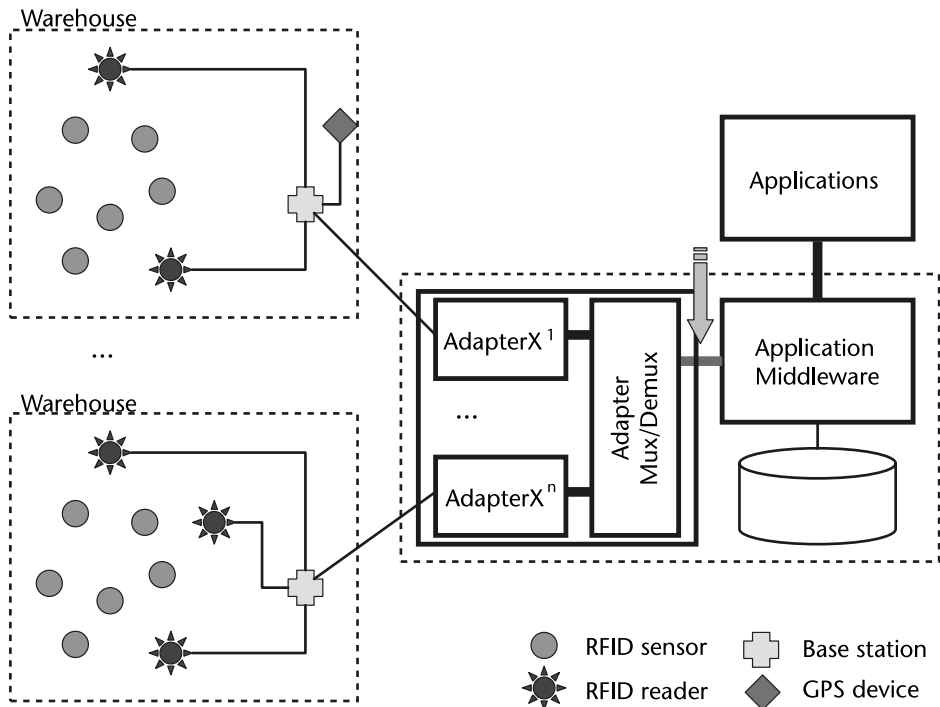 Warehouse
Applications
AdapterX 1
...
Adapter
Mux/Demux
Application
Middleware
...
Warehouse
AdapterX n
RFID sensor
Base station
RFID reader
GPS device